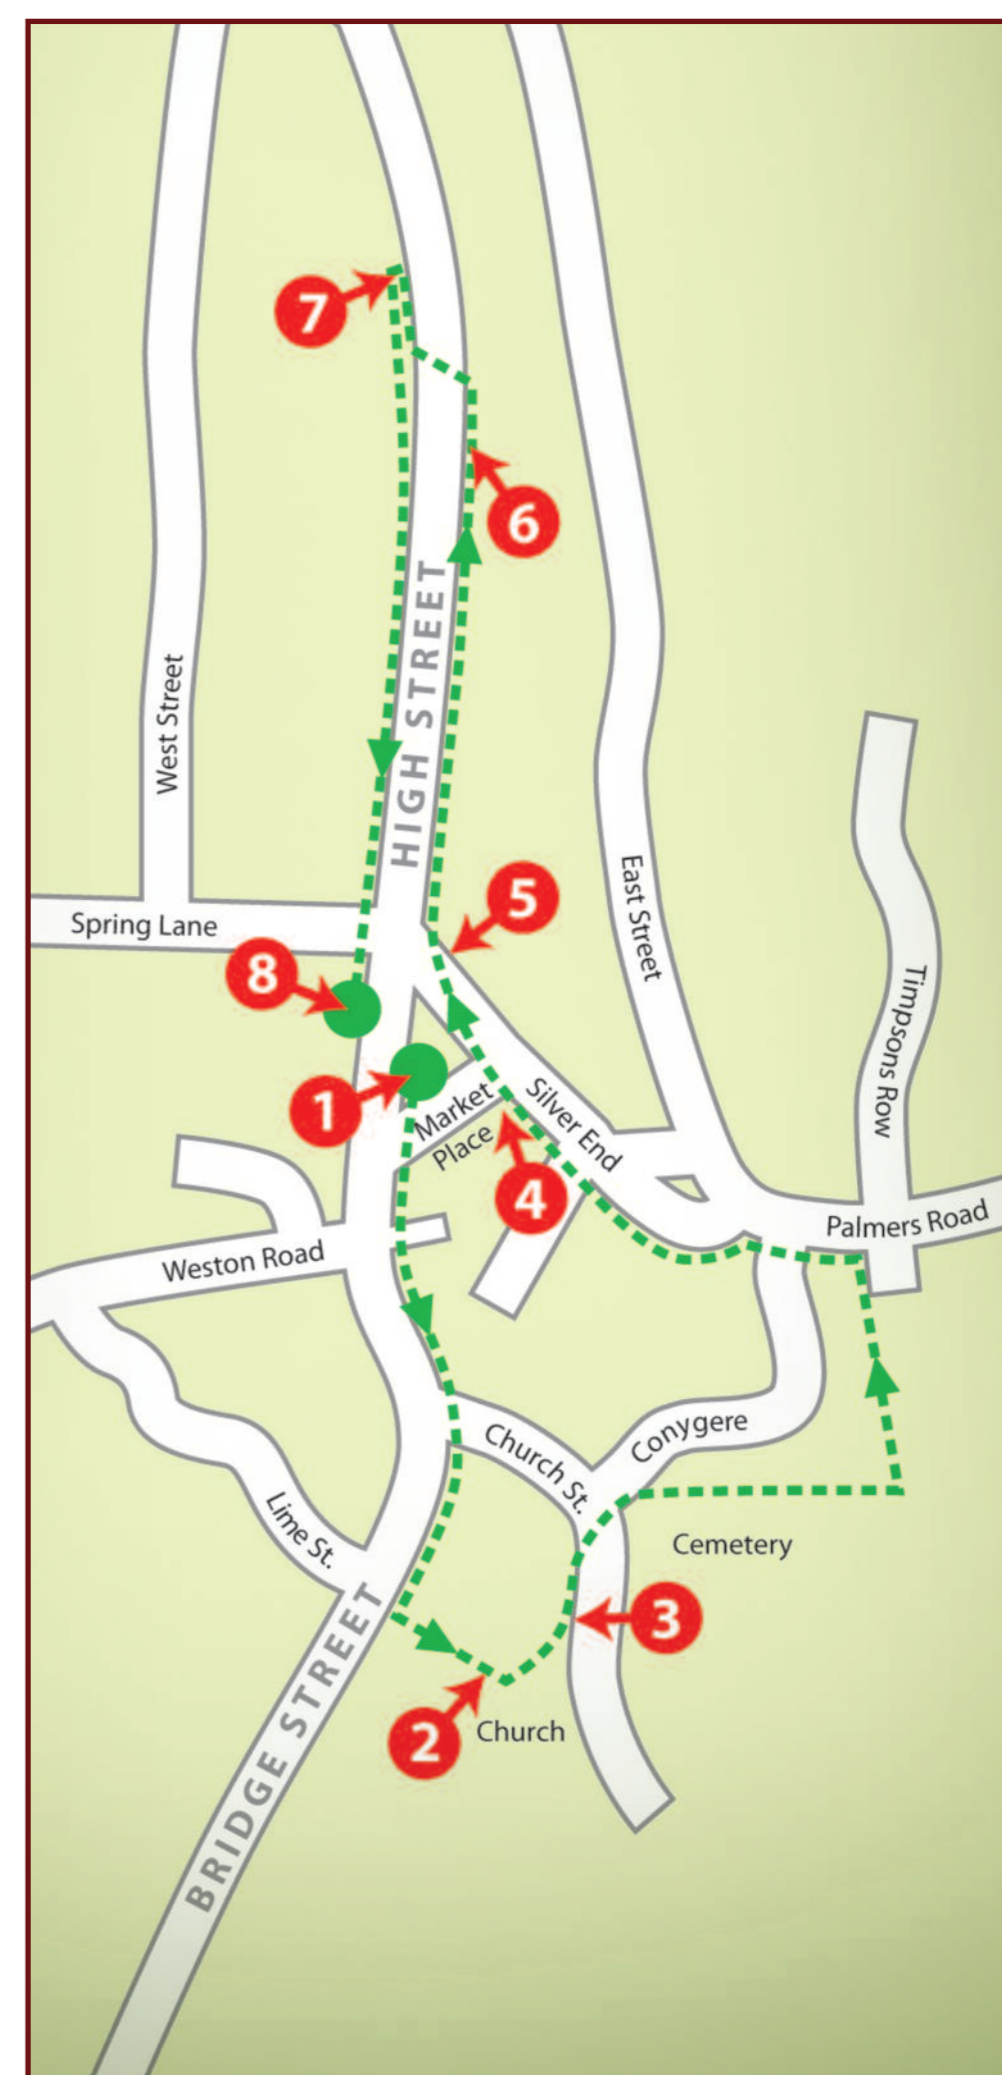 7
6
HIGH STREET
West Street
5
East Street
Spring Lane
8
Timpsons Row
1
Market
Place
Silver End
4
Palmers Road
Weston Road
Church St.
Conygere
Lime St.
Cemetery
3
BRIDGE STREET
2
Church